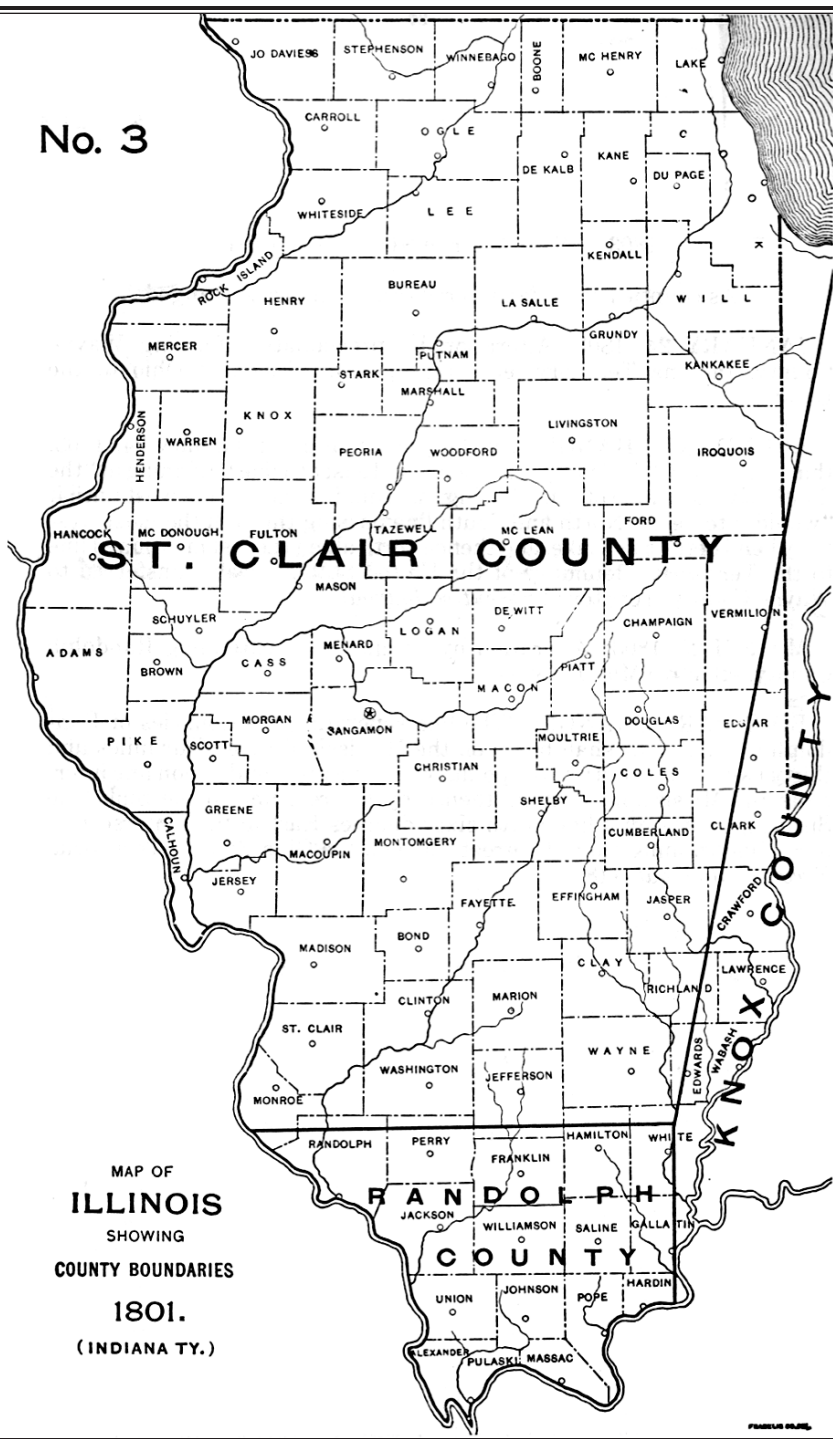 JO DAVIESS
STEPHENSON
WINNEBAGO
BOONE
MC HENRY
LAKE
No. 3
CARROLL
OGLE
DE KALB
KANE
DU PAGE
C
O
O
K
WHITESIDE
LEE
KENDALL
ROCK ISLAND
HENRY
BUREAU
LA SALLE
GRUNDY
WILL
MERCER
STARK
PUTNAM
MARSHALL
KANKAKEE
HENDERSON
WARREN
KNOX
PEORIA
WOODFORD
LIVINGSTON
IROQUOIS
HANCOCK
MC DONOUGH
FULTON
TAZEWELL
MC LEAN
FORD
ST. CLAIR COUNTY
MASON
SCHUYLER
ADAMS
BROWN
CASS
MENARD
LOGAN
DE WITT
PIATT
CHAMPAIGN
VERMILION
MACON
PIKE
SCOTT
MORGAN
SANGAMON
CHRISTIAN
MOULTRIE
DOUGLAS
EDGAR
COLES
SHELBY
CALHOUN
GREENE
MACOUPIN
MONTOMGERY
CUMBERLAND
CLARK
JERSEY
FAYETTE
EFFINGHAM
JASPER
CRAWFORD
MADISON
BOND
CLAY
RICHLAND
LAWRENCE
KNOX COUNTY
ST. CLAIR
CLINTON
MARION
WAYNE
EDWARDS
WABASH
MONROE
WASHINGTON
JEFFERSON
RANDOLPH
PERRY
FRANKLIN
HAMILTON
WHITE
RANDOLPH
COUNTY
JACKSON
WILLIAMSON
SALINE
GALLATIN
UNION
JOHNSON
POPE
HARDIN
ALEXANDER
PULASKI
MASSAC
MAP OF
ILLINOIS
SHOWING
COUNTY BOUNDARIES
1801.
(INDIANA TY.)